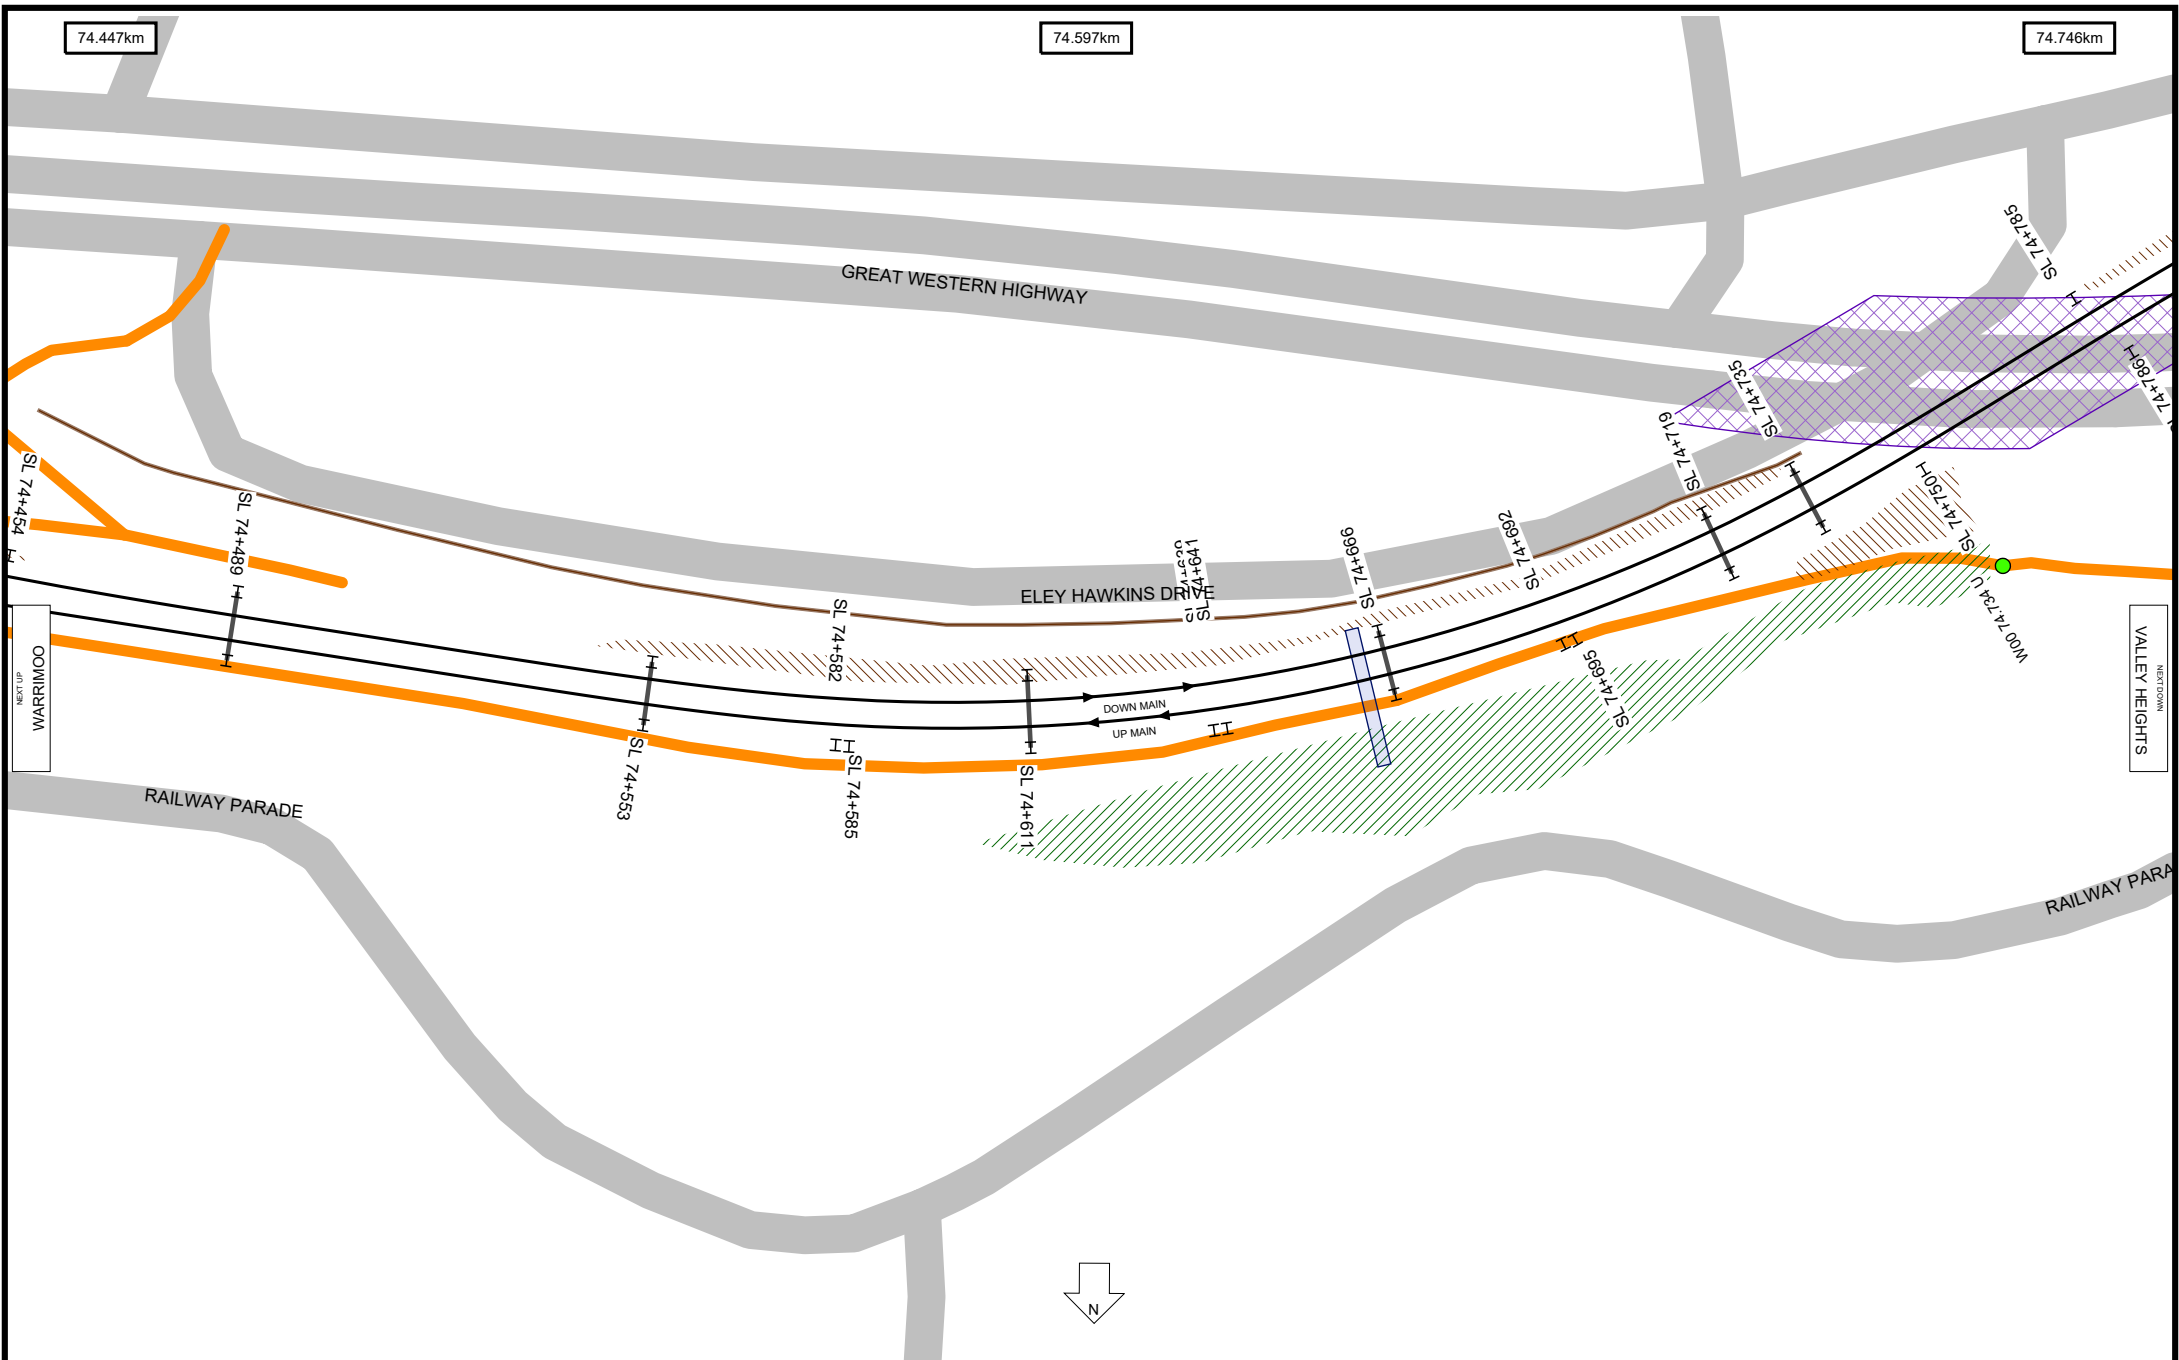 74.447km
74.597km
74.746km
SL 74+785
GREAT WESTERN HIGHWAY
SL 74+735
SL 74+719
SL 74+454
SL 74+489
SL 74+750
SL 74+692
SL 74+666
SL 74+641
ELEY HAWKINS DRIVE
SL 74+582
W00 74.734 U
NEXT UP
WARRIMOO
VALLEY HEIGHTS
NEXT DOWN
SL 74+695
DOWN MAIN
UP MAIN
SL 74+553
SL 74+585
SL 74+611
RAILWAY PARADE
RAILWAY PARA
N